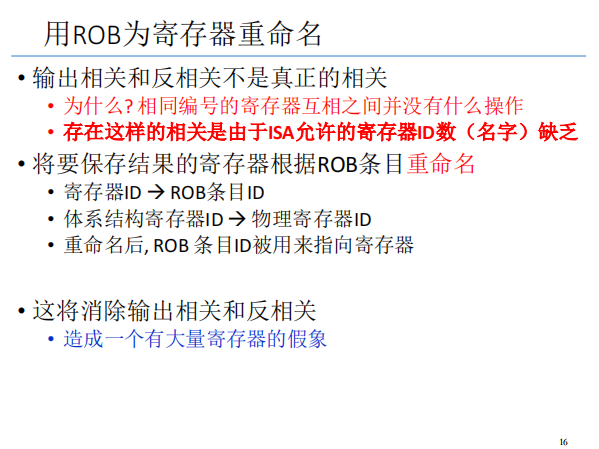 用ROB为寄存器重命名
• 输出相关和反相关不是真正的相关
• 为什么? 相同编号的寄存器互相之间并没有什么操作
• 存在这样的相关是由于ISA允许的寄存器ID数（名字）缺乏
• 将要保存结果的寄存器根据ROB条目重命名
• 寄存器ID → ROB条目ID
• 体系结构寄存器ID → 物理寄存器ID
• 重命名后, ROB 条目ID被用来指向寄存器
• 这将消除输出相关和反相关
• 造成一个有大量寄存器的假象
16